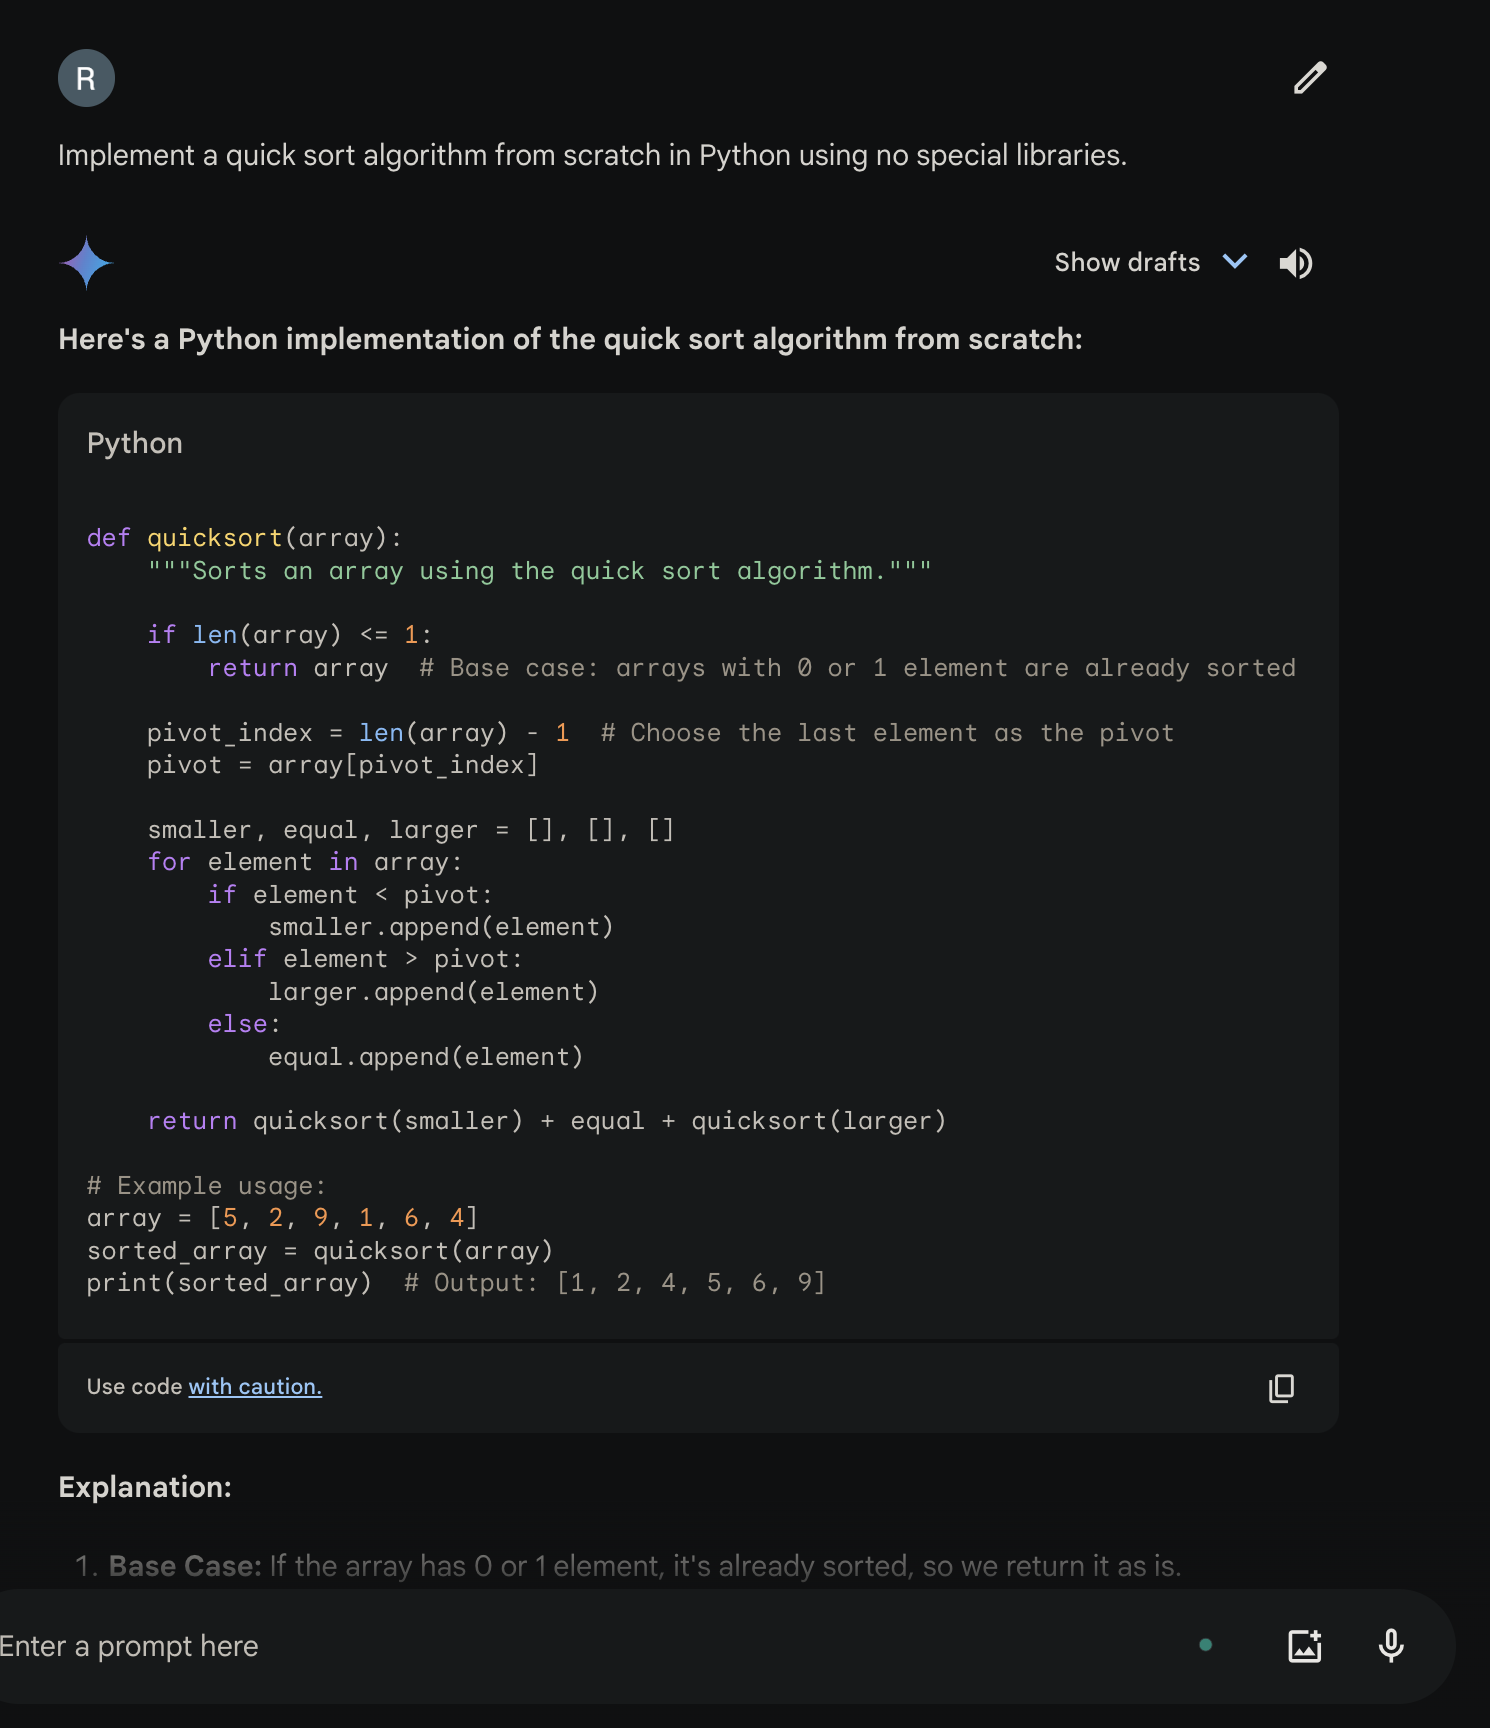 R
Implement a quick sort algorithm from scratch in Python using no special libraries.
Show drafts
Here's a Python implementation of the quick sort algorithm from scratch:
Python
def quicksort(array):
    """Sorts an array using the quick sort algorithm."""

    if len(array) <= 1:
        return array  # Base case: arrays with 0 or 1 element are already sorted

    pivot_index = len(array) - 1  # Choose the last element as the pivot
    pivot = array[pivot_index]

    smaller, equal, larger = [], [], []
    for element in array:
        if element < pivot:
            smaller.append(element)
        elif element > pivot:
            larger.append(element)
        else:
            equal.append(element)

    return quicksort(smaller) + equal + quicksort(larger)

# Example usage:
array = [5, 2, 9, 1, 6, 4]
sorted_array = quicksort(array)
print(sorted_array)  # Output: [1, 2, 4, 5, 6, 9]
Use code with caution.
Explanation:
1. Base Case: If the array has 0 or 1 element, it's already sorted, so we return it as is.
Enter a prompt here